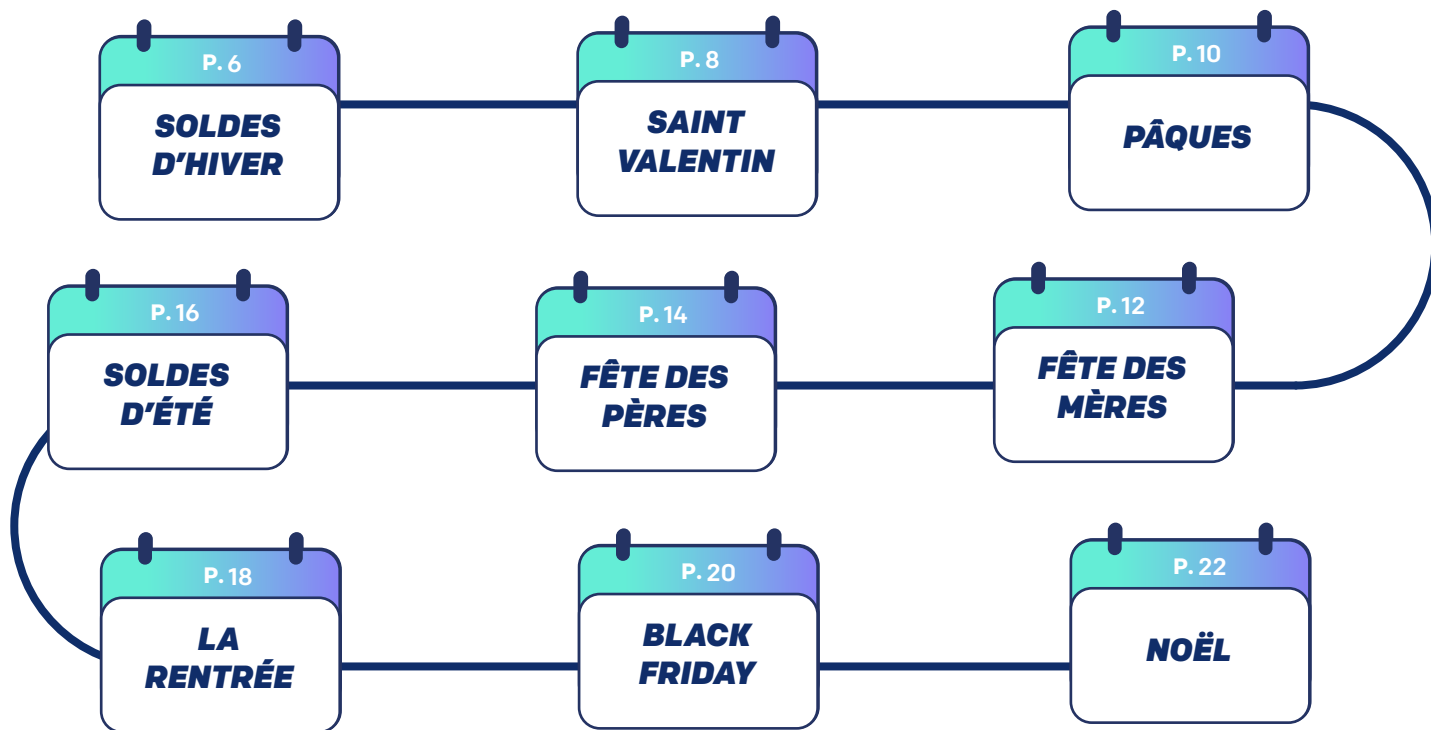 P. 6
SOLDES
D’HIVER
P. 8
SAINT
VALENTIN
P. 10
PÂQUES
P. 12
FÊTE DES
MÈRES
P. 14
FÊTE DES
PÈRES
P. 16
SOLDES
D’ÉTÉ
P. 18
LA
RENTRÉE
P. 20
BLACK
FRIDAY
P. 22
NOËL